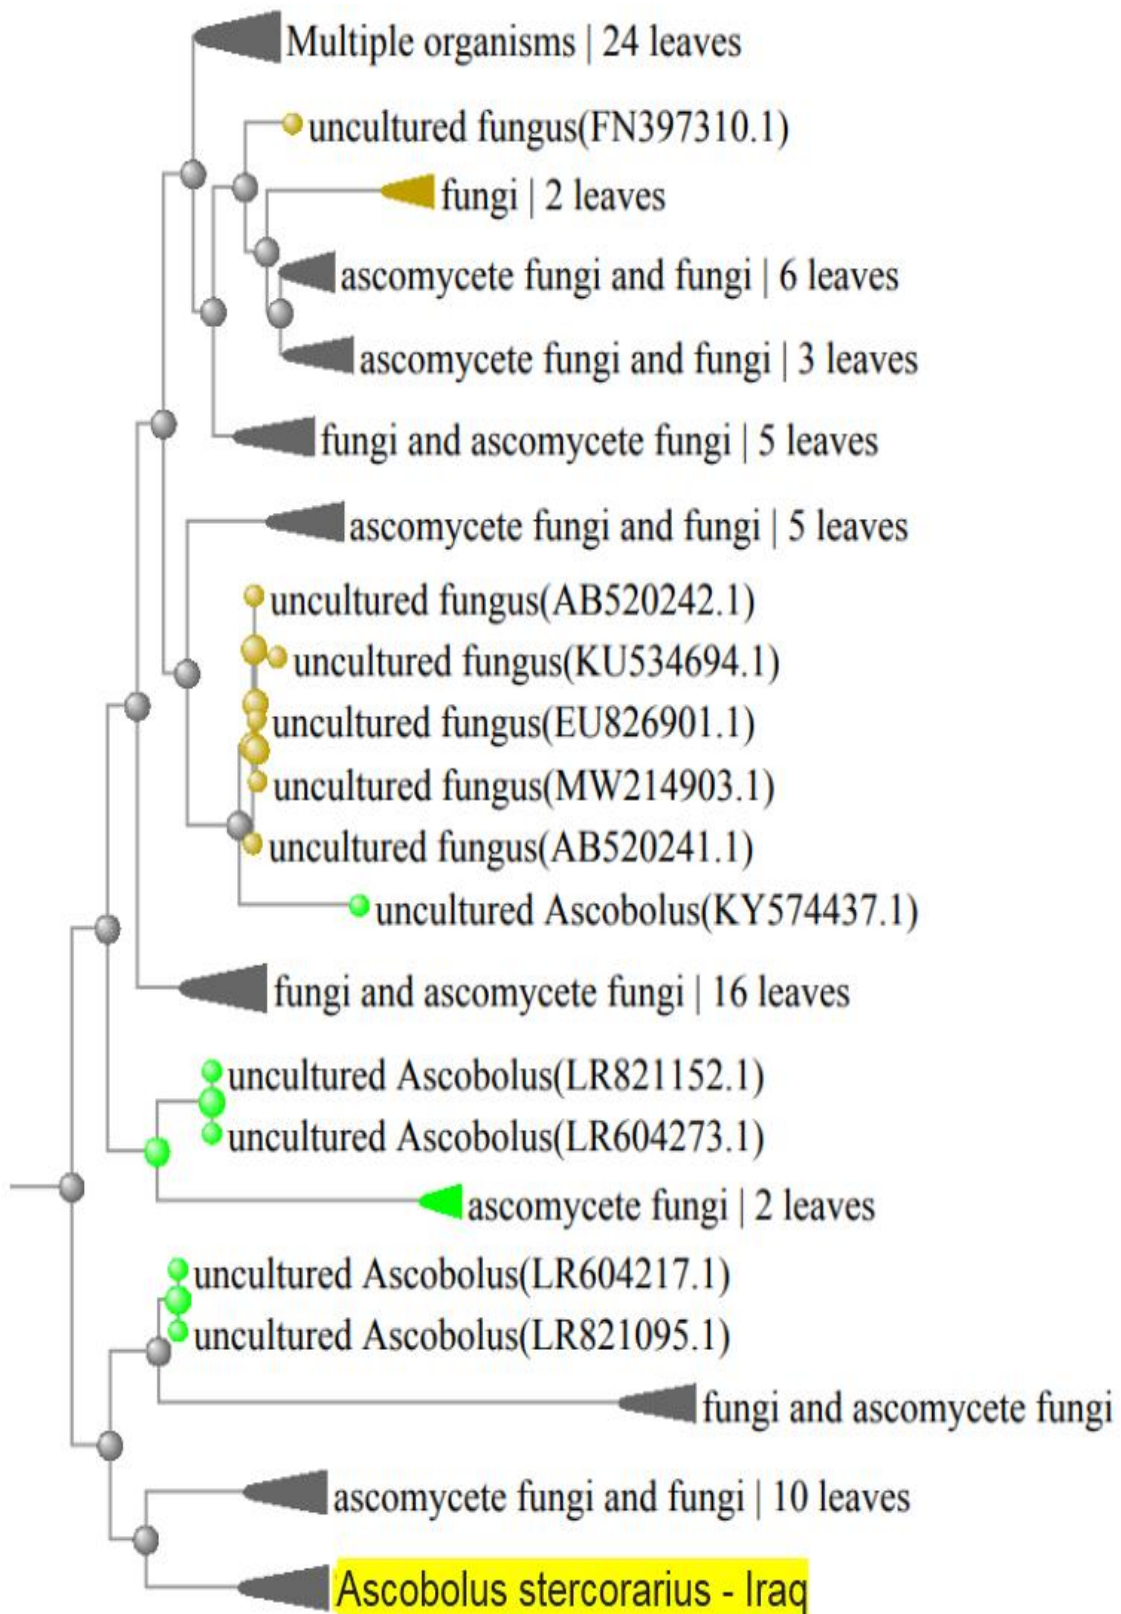 Multiple organisms | 24 leaves
uncultured fungus(FN397310.1)
fungi | 2 leaves
ascomycete fungi and fungi | 6 leaves
ascomycete fungi and fungi | 3 leaves
fungi and ascomycete fungi | 5 leaves
ascomycete fungi and fungi | 5 leaves
uncultured fungus(AB520242.1)
uncultured fungus(KU534694.1)
uncultured fungus(EU826901.1)
uncultured fungus(MW214903.1)
uncultured fungus(AB520241.1)
uncultured Ascobolus(KY574437.1)
fungi and ascomycete fungi | 16 leaves
uncultured Ascobolus(LR821152.1)
uncultured Ascobolus(LR604273.1)
ascomycete fungi | 2 leaves
uncultured Ascobolus(LR604217.1)
uncultured Ascobolus(LR821095.1)
fungi and ascomycete fungi
ascomycete fungi and fungi | 10 leaves
Ascobolus stercorarius - Iraq